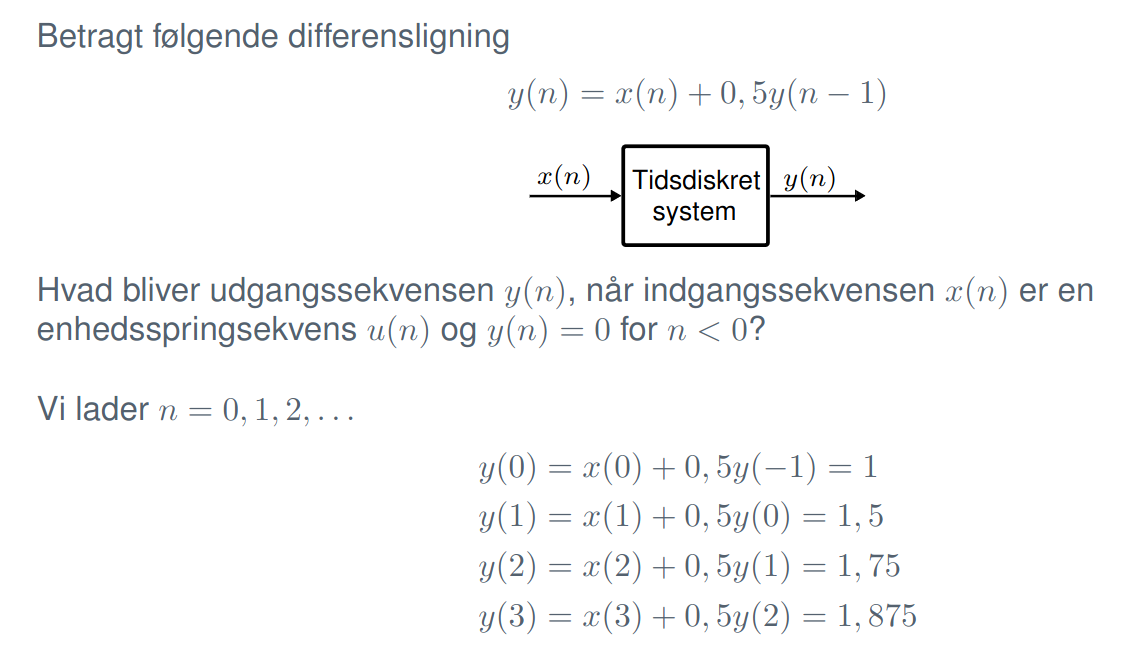 Betragt følgende differensligning
y(n) = x(n) + 0, 5y(n − 1)
x(n)
Tidsdiskret
system
y(n)
Hvad bliver udgangssekvensen y(n), når indgangssekvensen x(n) er en
enhedsspringsekvens u(n) og y(n) = 0 for n < 0?
Vi lader n = 0, 1, 2, . . .
y(0) = x(0) + 0, 5y(−1) = 1
y(1) = x(1) + 0, 5y(0) = 1, 5
y(2) = x(2) + 0, 5y(1) = 1, 75
y(3) = x(3) + 0, 5y(2) = 1, 875